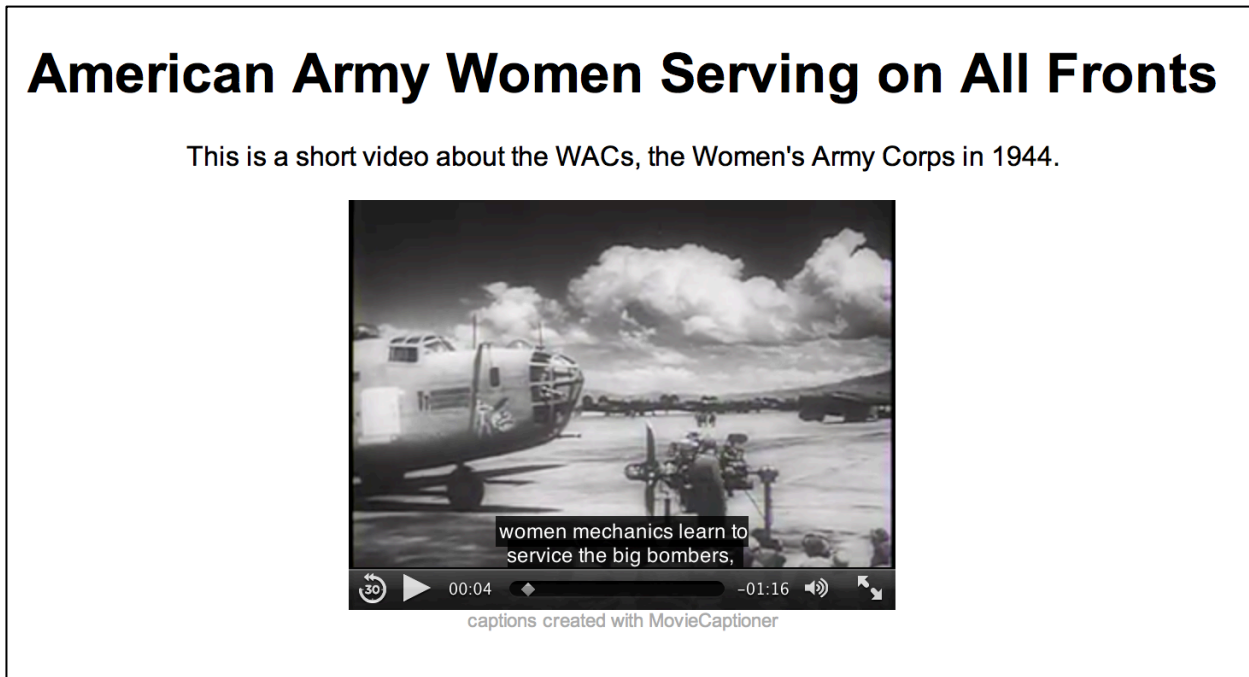 American Army Women Serving on All Fronts
This is a short video about the WACs, the Women's Army Corps in 1944.
women mechanics learn to
service the big bombers,
30 00:04 -01:16
captions created with MovieCaptioner